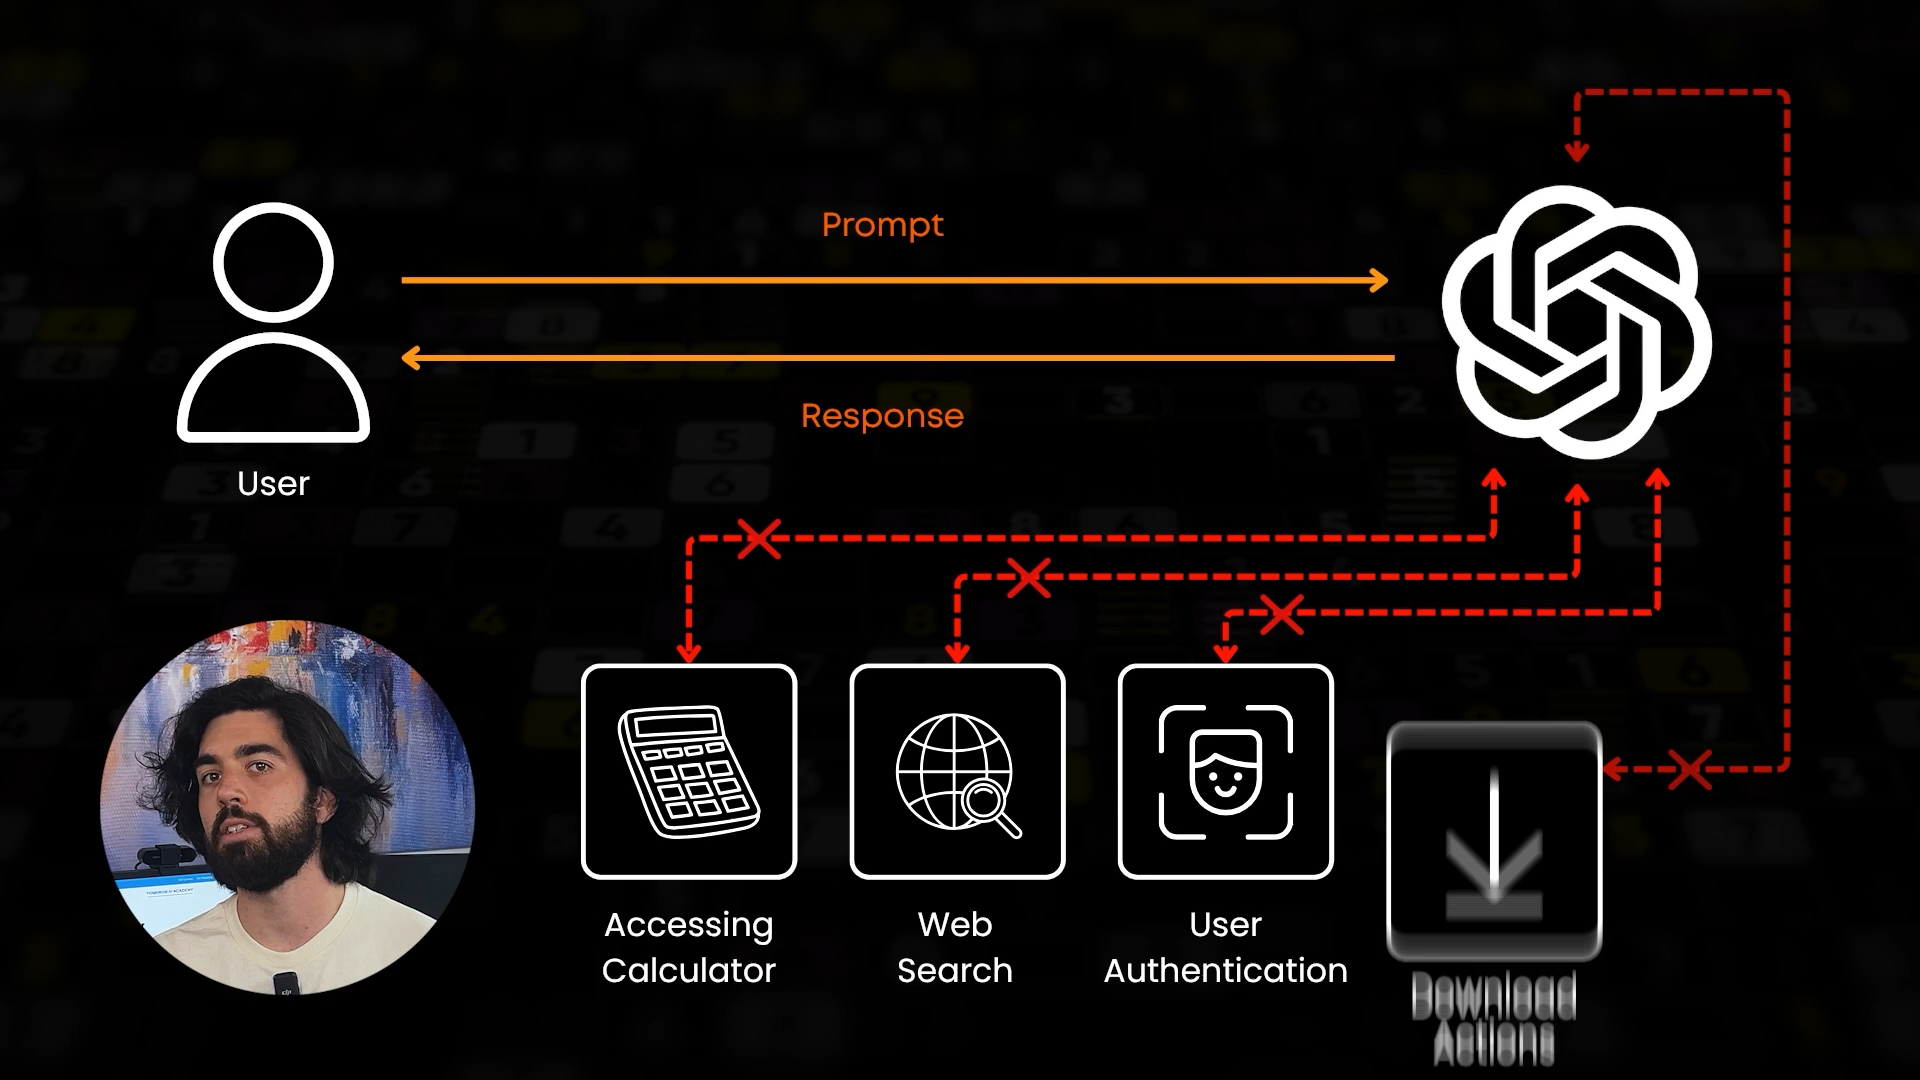 Prompt
Response
User
Accessing
Calculator
Web
Search
User
Authentication
Download
Actions